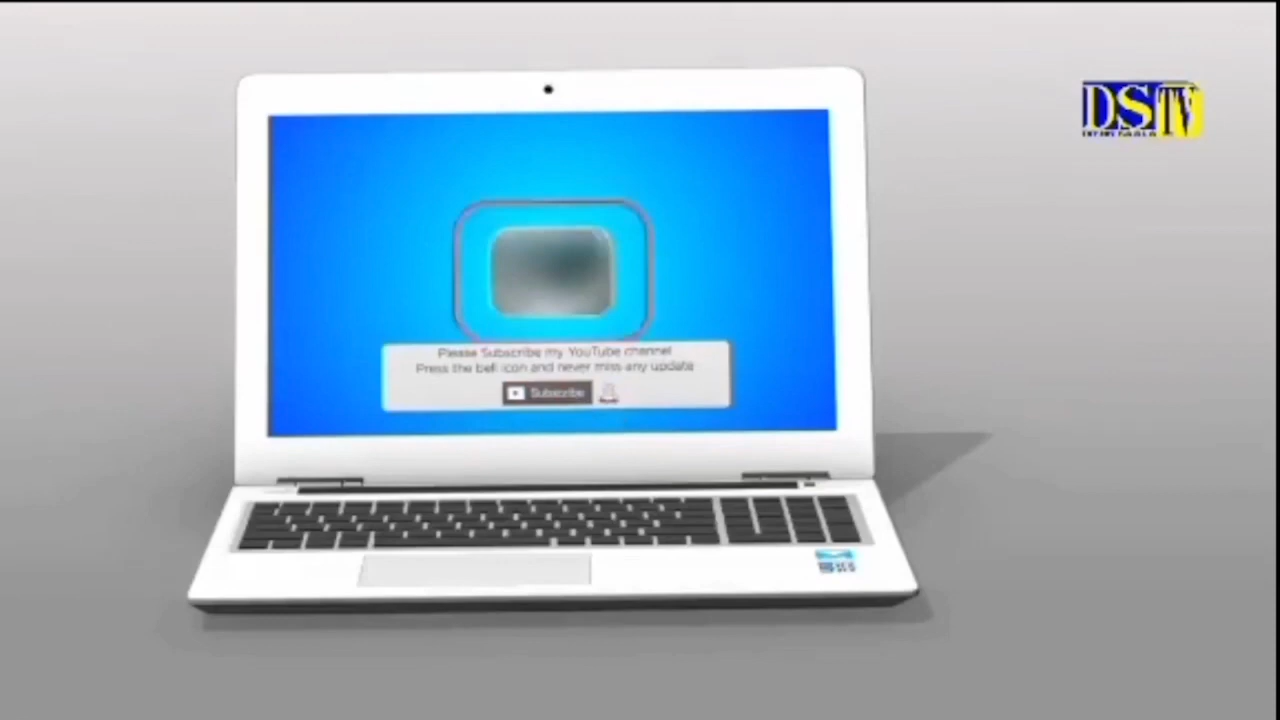 DSTV
Please Subscribe my YouTube channel
Press the bell icon and never miss any update
Subscribe